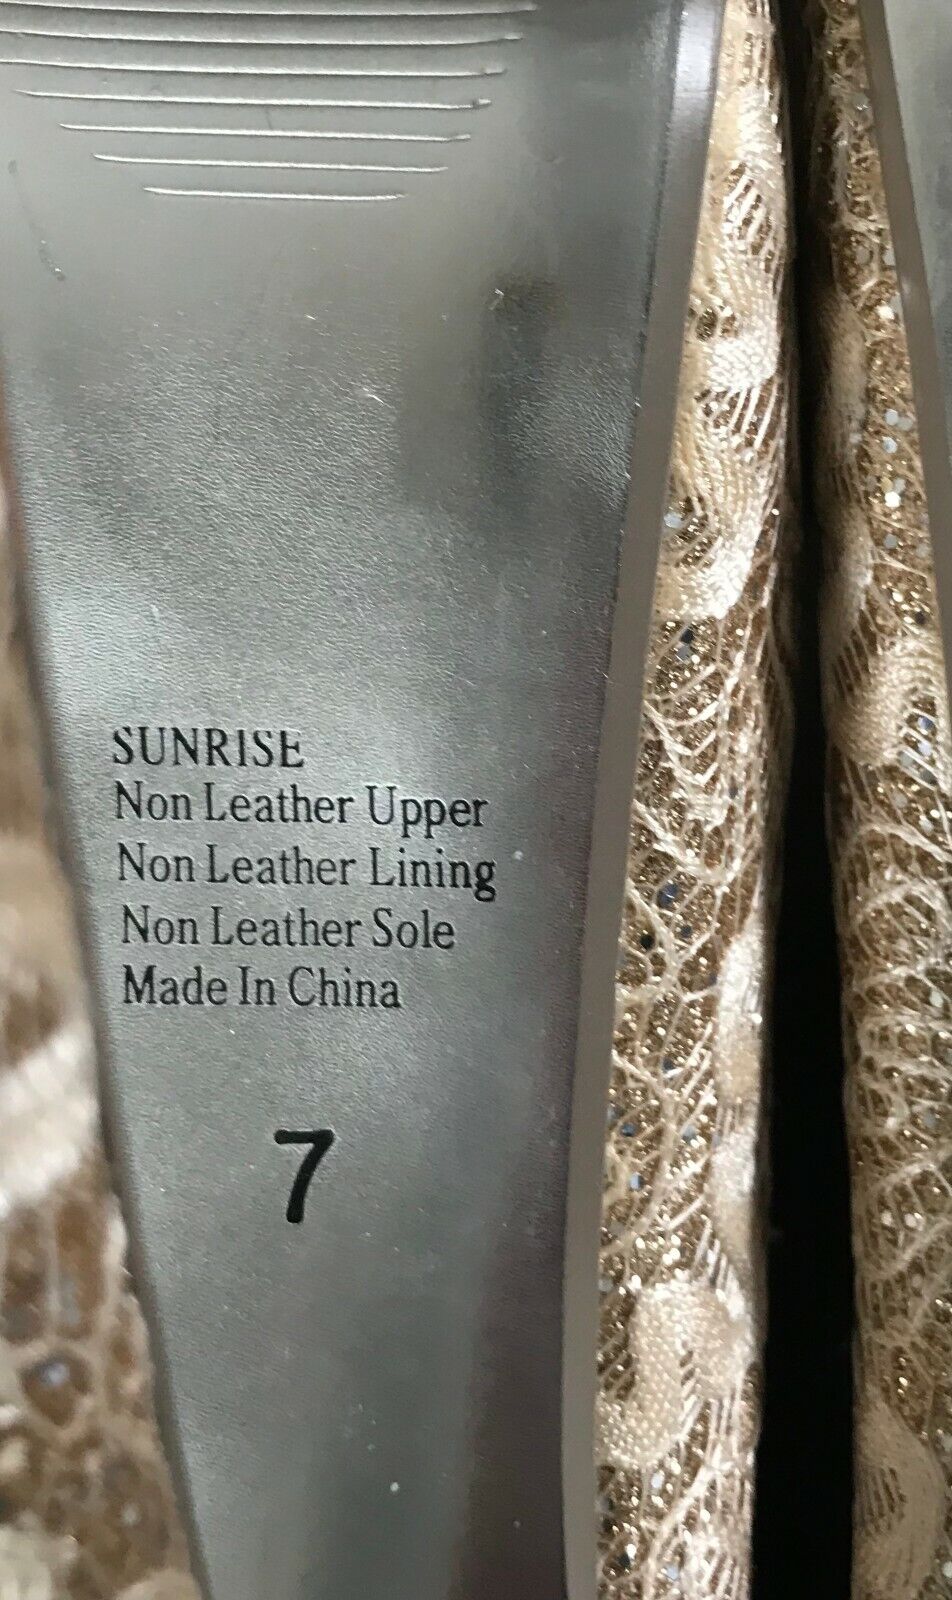 SUNRISE
Non Leather Upper
Non Leather Lining
Non Leather Sole
Made In China
7